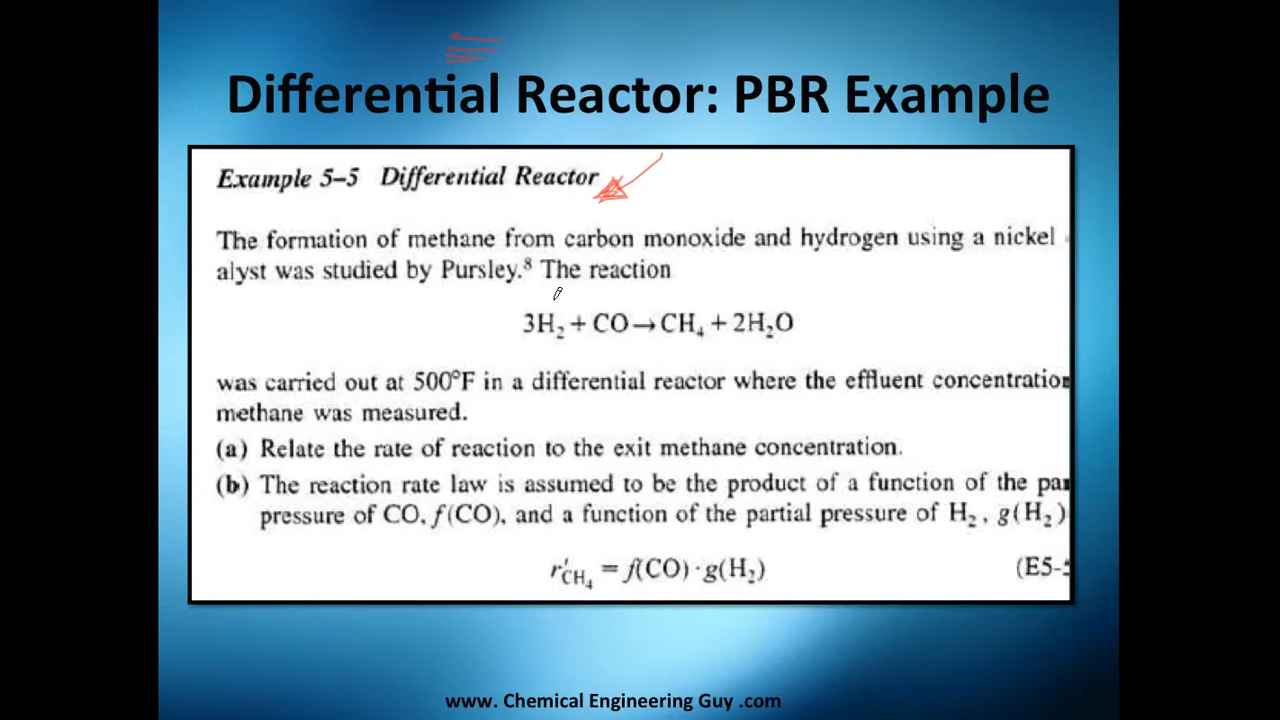 Differential Reactor: PBR Example
Example 5–5 Differential Reactor
The formation of methane from carbon monoxide and hydrogen using a nickel
alyst was studied by Pursley.⁸ The reaction
3H₂ + CO → CH₄ + 2H₂O
was carried out at 500°F in a differential reactor where the effluent concentration
methane was measured.
(a) Relate the rate of reaction to the exit methane concentration.
(b) The reaction rate law is assumed to be the product of a function of the par
pressure of CO, f(CO), and a function of the partial pressure of H₂, g(H₂)
r′CH₄ = f(CO) · g(H₂)
(E5-5
www. Chemical Engineering Guy .com